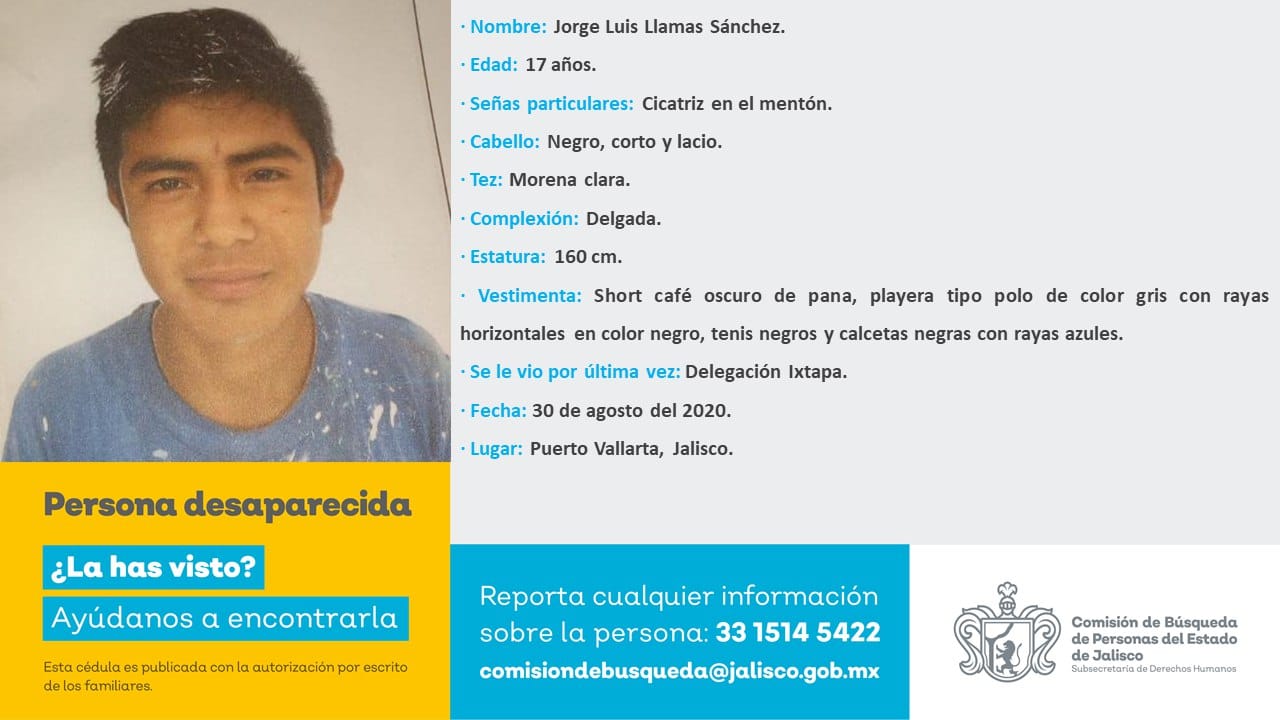 · Nombre: Jorge Luis Llamas Sánchez.
· Edad: 17 años.
· Señas particulares: Cicatriz en el mentón.
· Cabello: Negro, corto y lacio.
· Tez: Morena clara.
· Complexión: Delgada.
· Estatura: 160 cm.
· Vestimenta: Short café oscuro de pana, playera tipo polo de color gris con rayas
horizontales en color negro, tenis negros y calcetas negras con rayas azules.
· Se le vio por última vez: Delegación Ixtapa.
· Fecha: 30 de agosto del 2020.
· Lugar: Puerto Vallarta, Jalisco.
Persona desaparecida
¿La has visto?
Ayúdanos a encontrarla
Esta cédula es publicada con la autorización por escrito
de los familiares.
Reporta cualquier información
sobre la persona: 33 1514 5422
comisiondebusqueda@jalisco.gob.mx
Comisión de Búsqueda
de Personas del Estado
de Jalisco
Subsecretaría de Derechos Humanos